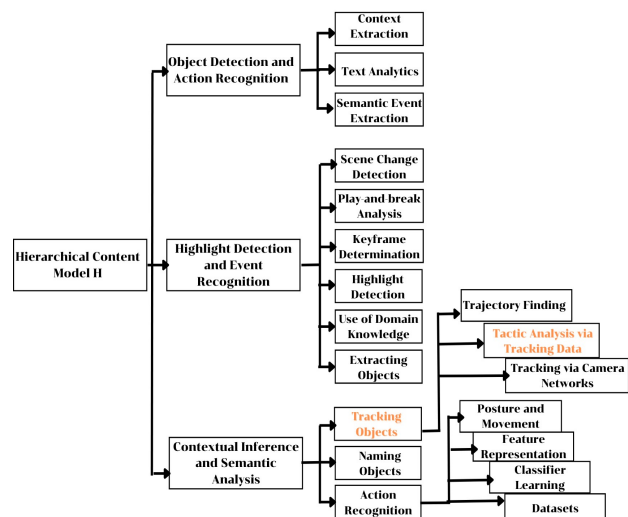 Hierarchical Content
Model H
Object Detection and
Action Recognition
Context
Extraction
Text Analytics
Semantic Event
Extraction
Highlight Detection
and Event
Recognition
Scene Change
Detection
Play-and-break
Analysis
Keyframe
Determination
Highlight
Detection
Use of Domain
Knowledge
Extracting
Objects
Contextual Inference
and Semantic
Analysis
Tracking
Objects
Trajectory Finding
Tactic Analysis via
Tracking Data
Tracking via Camera
Networks
Naming
Objects
Action
Recognition
Posture and
Movement
Feature
Representation
Classifier
Learning
Datasets